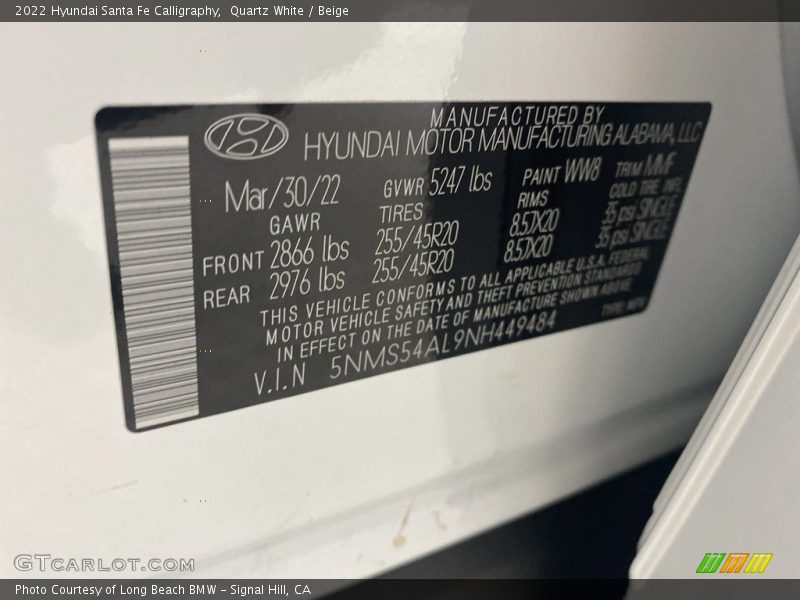 2022 Hyundai Santa Fe Calligraphy,  Quartz White / Beige
MANUFACTURED BY
HYUNDAI MOTOR MANUFACTURING ALABAMA, LLC
Mar/30/22 GVWR 5247 lbs PAINT WW8 TRIM MMF
GAWR TIRES RIMS COLD TIRE INFL
FRONT 2866 lbs 255/45R20 8.5JX20 35 psi SINGLE
REAR 2976 lbs 255/45R20 8.5JX20 35 psi SINGLE
THIS VEHICLE CONFORMS TO ALL APPLICABLE U.S.A. FEDERAL
MOTOR VEHICLE SAFETY AND THEFT PREVENTION STANDARDS
IN EFFECT ON THE DATE OF MANUFACTURE SHOWN ABOVE
V.I.N 5NMS54AL9NH449484 TYPE: MPV
GTCARLOT.COM
Photo Courtesy of Long Beach BMW - Signal Hill, CA